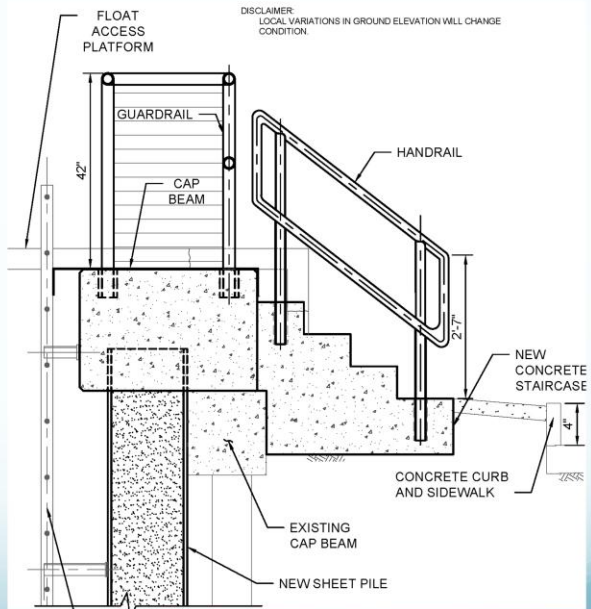 DISCLAIMER:
LOCAL VARIATIONS IN GROUND ELEVATION WILL CHANGE
CONDITION.
FLOAT
ACCESS
PLATFORM
GUARDRAIL
HANDRAIL
42"
CAP
BEAM
2'-7"
NEW
CONCRETE
STAIRCASE
4"
CONCRETE CURB
AND SIDEWALK
EXISTING
CAP BEAM
NEW SHEET PILE